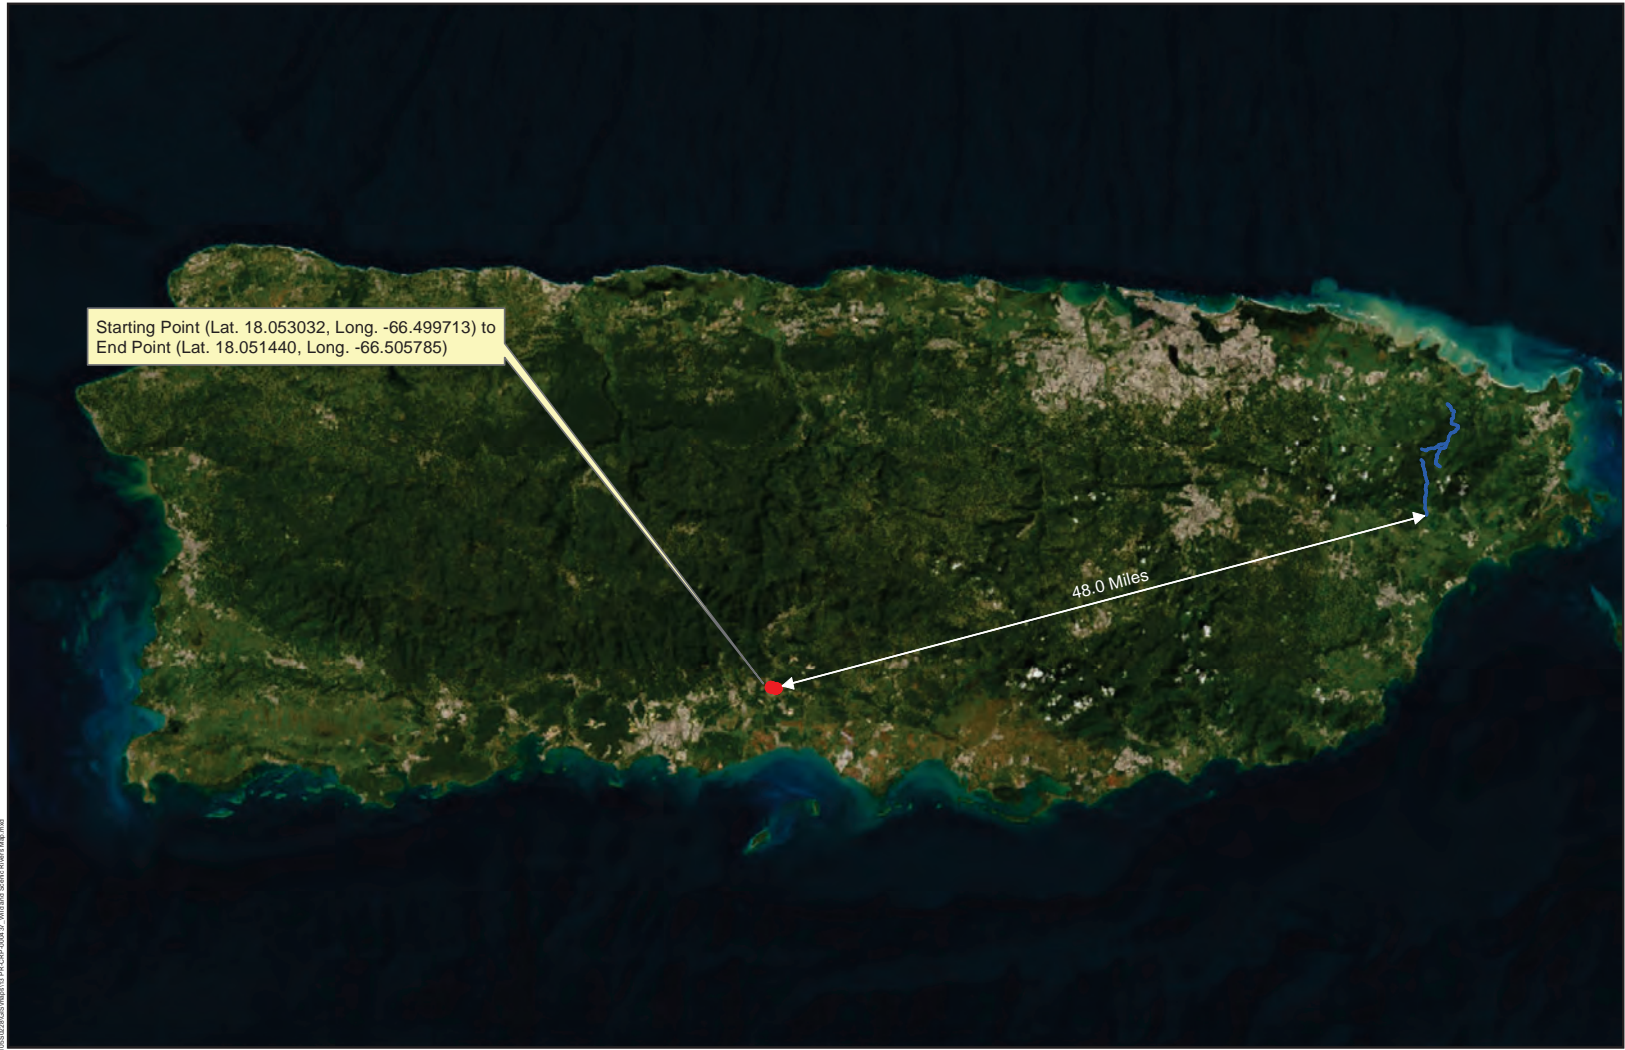 Starting Point (Lat. 18.053032, Long. -66.499713) to
End Point (Lat. 18.051440, Long. -66.505785)
48.0 Miles